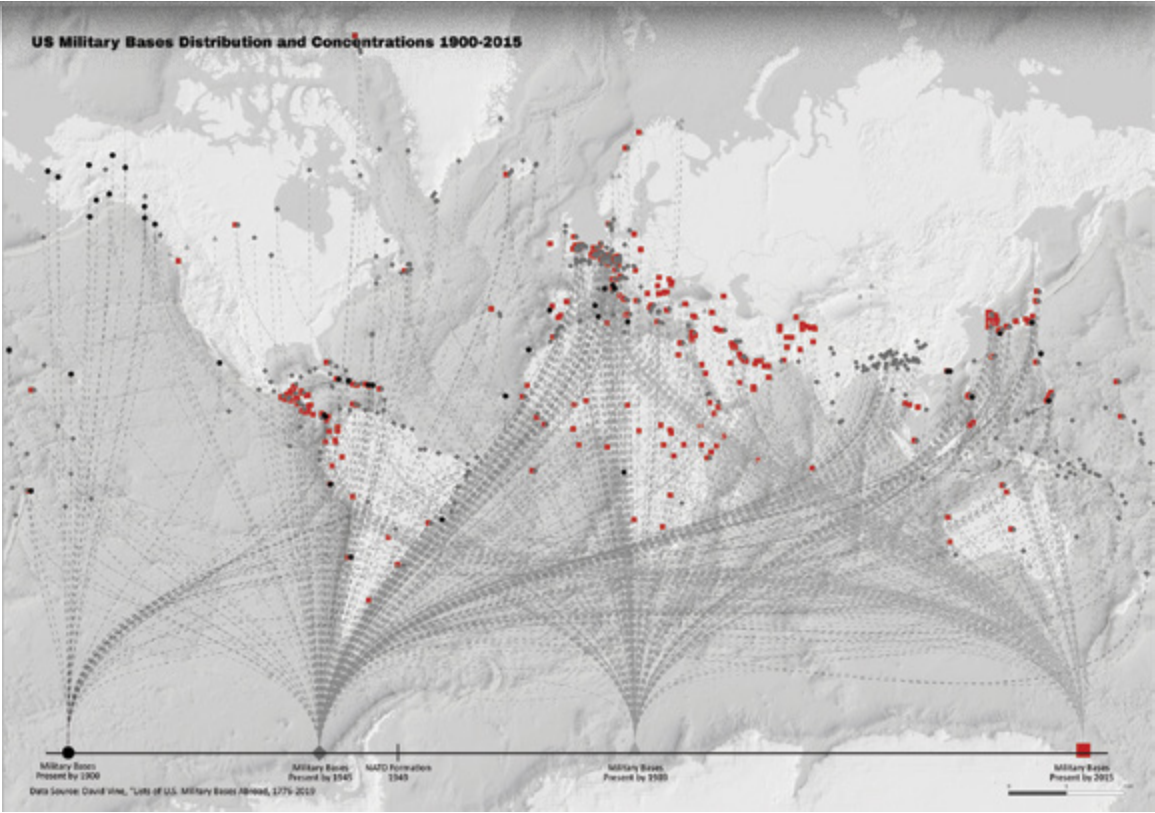 US Military Bases Distribution and Concentrations 1900-2015
Military Bases
Present by 1900
Military Bases
Present by 1945
NATO Formation
1949
Military Bases
Present by 1980
Military Bases
Present by 2015
Data Source: David Vine, "Lists of U.S. Military Bases Abroad, 1776-2019